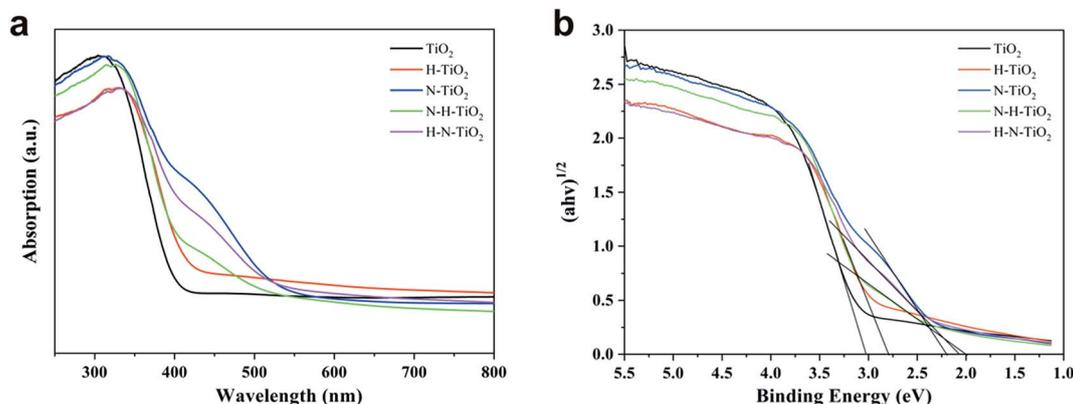 a
b
TiO2
H-TiO2
N-TiO2
N-H-TiO2
H-N-TiO2
Absorption (a.u.)
300 400 500 600 700 800
Wavelength (nm)
TiO2
H-TiO2
N-TiO2
N-H-TiO2
H-N-TiO2
(ahv)1/2
3.0
2.5
2.0
1.5
1.0
0.5
0.0
5.5 5.0 4.5 4.0 3.5 3.0 2.5 2.0 1.5 1.0
Binding Energy (eV)